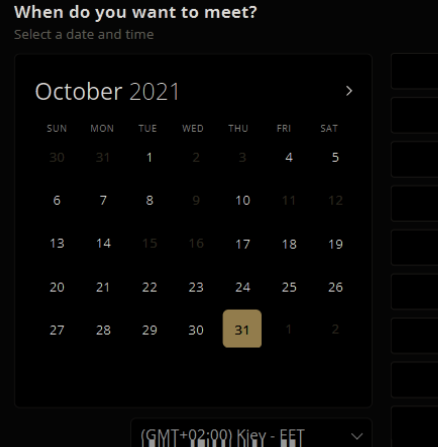 When do you want to meet?
Select a date and time
October 2021
SUN MON TUE WED THU FRI SAT
30 31 1 2 3 4 5
6 7 8 9 10 11 12
13 14 15 16 17 18 19
20 21 22 23 24 25 26
27 28 29 30 31 1 2
(GMT+02:00) Kiev - EET